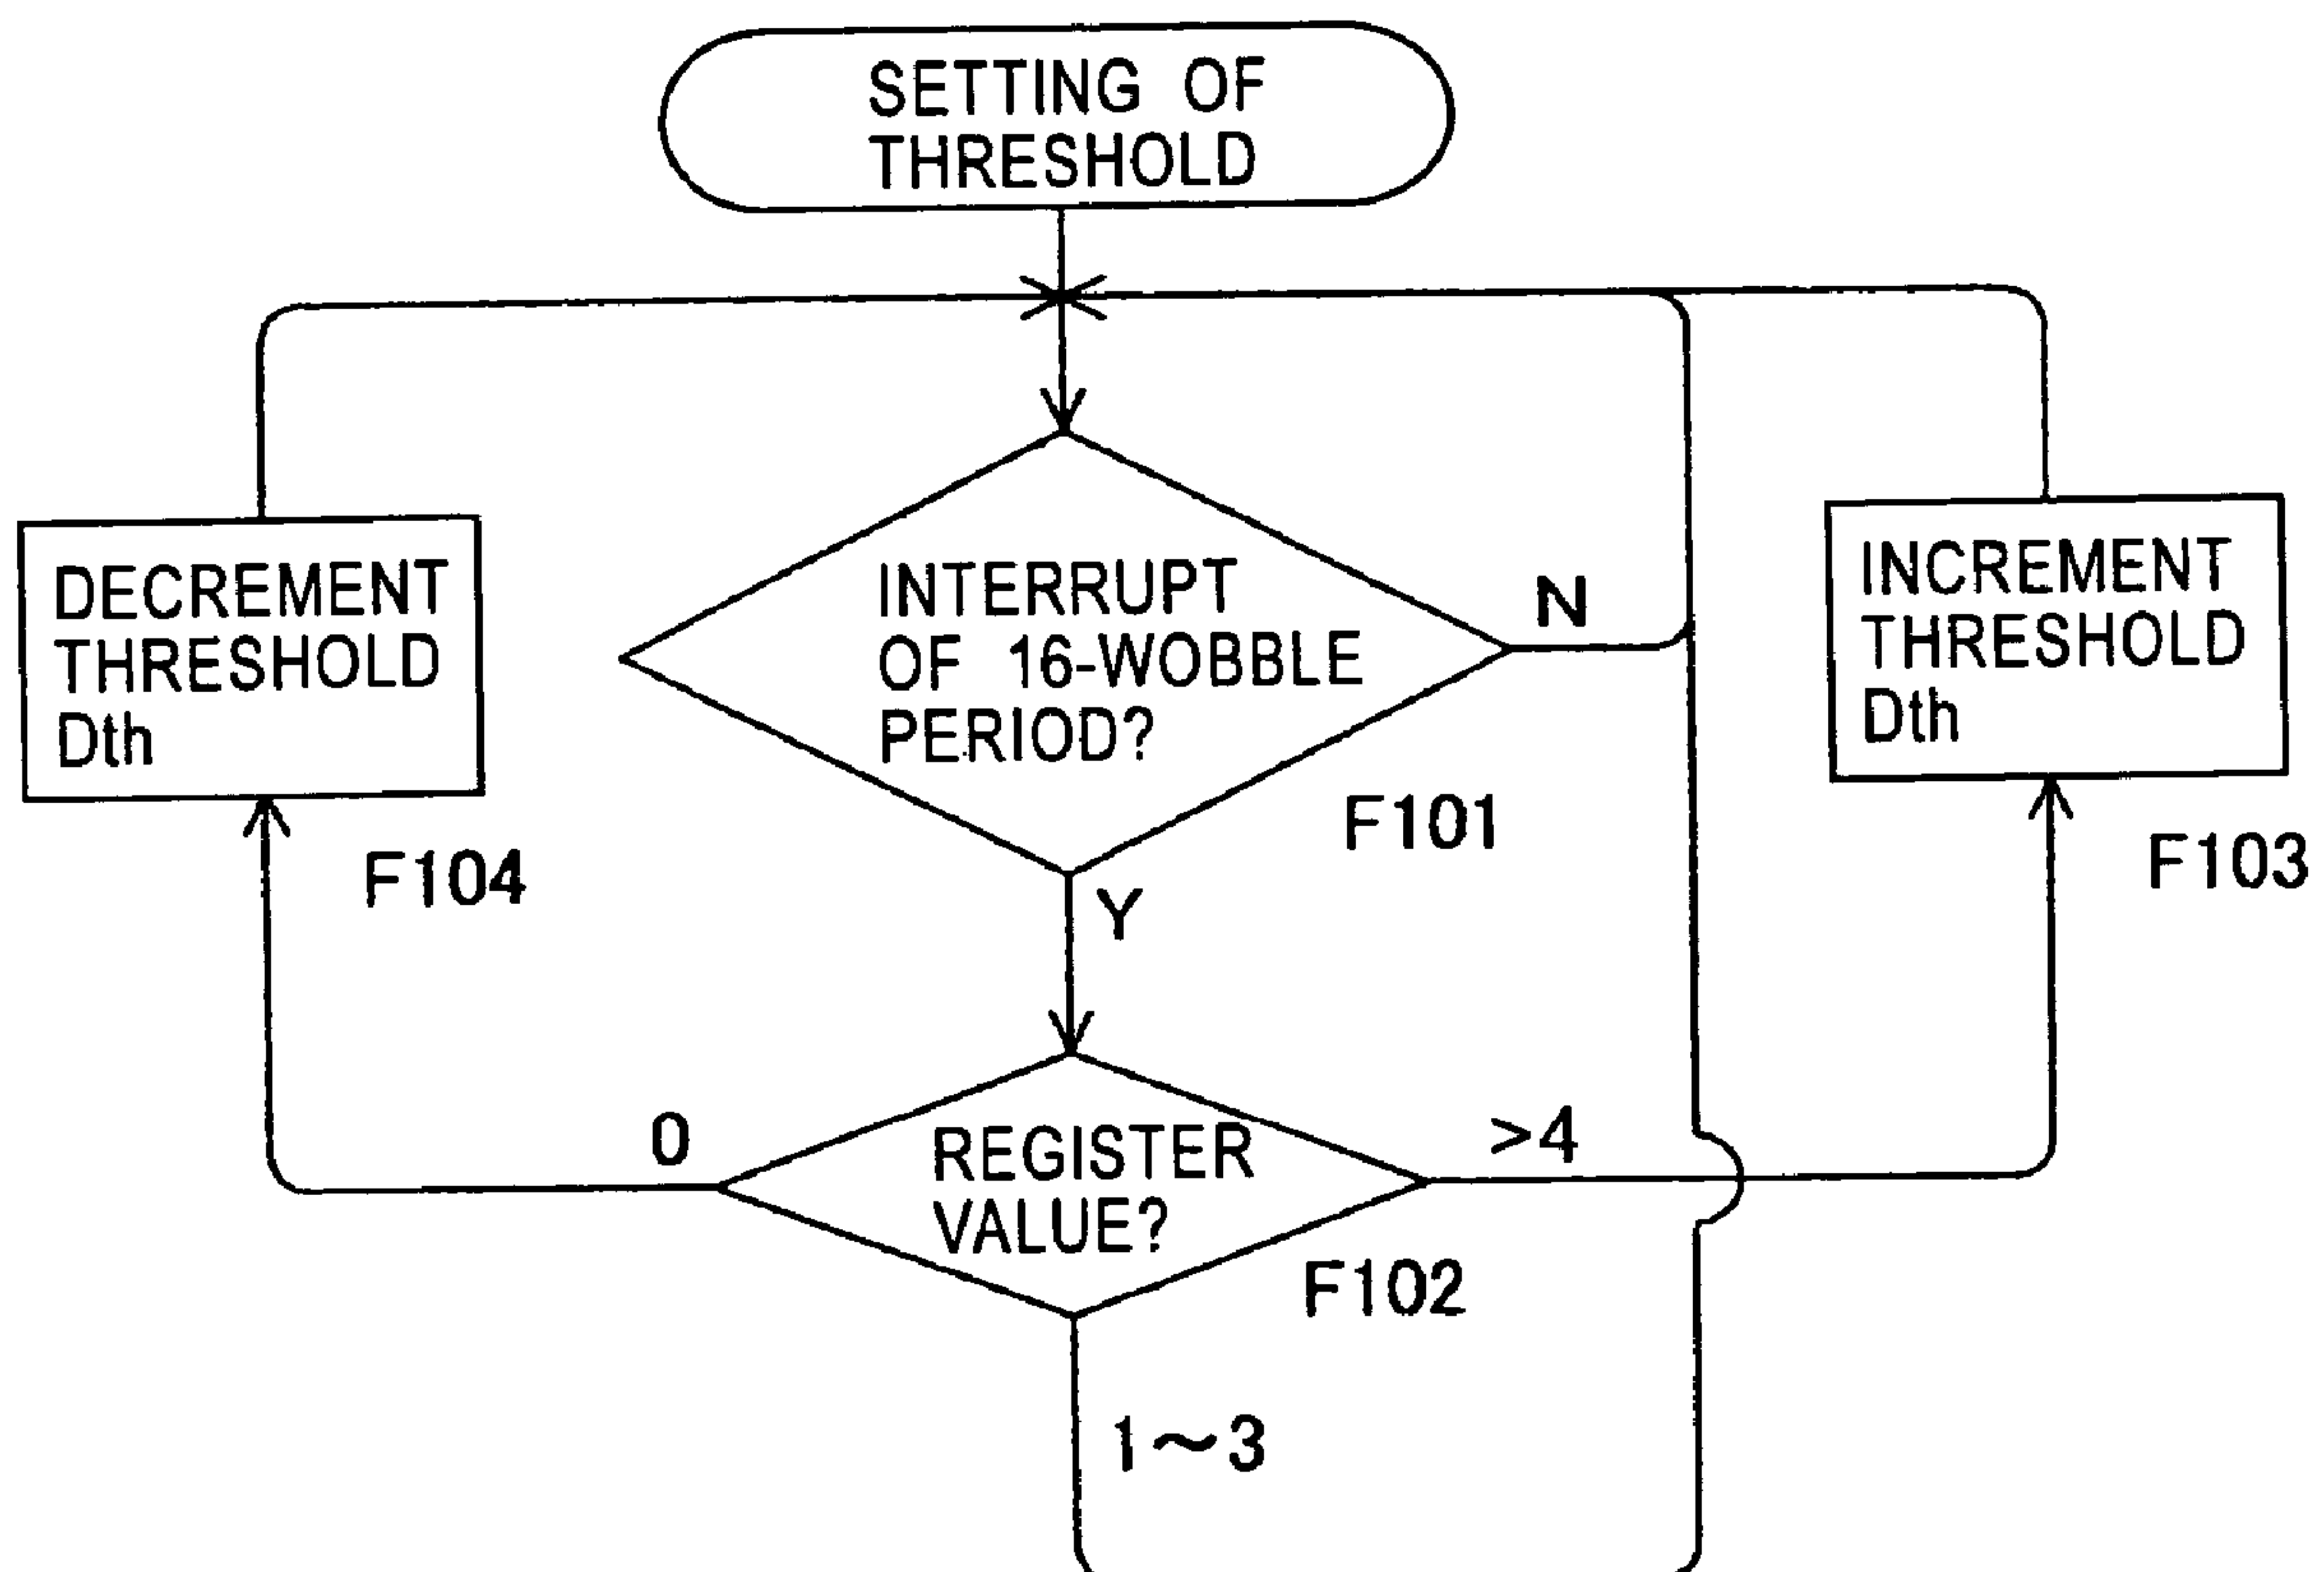 SETTING OF
THRESHOLD
DECREMENT
THRESHOLD
Dth
F104
INTERRUPT
OF 16-WOBBLE
PERIOD?
N
F101
Y
INCREMENT
THRESHOLD
Dth
F103
0
REGISTER
VALUE?
>4
F102
1～3